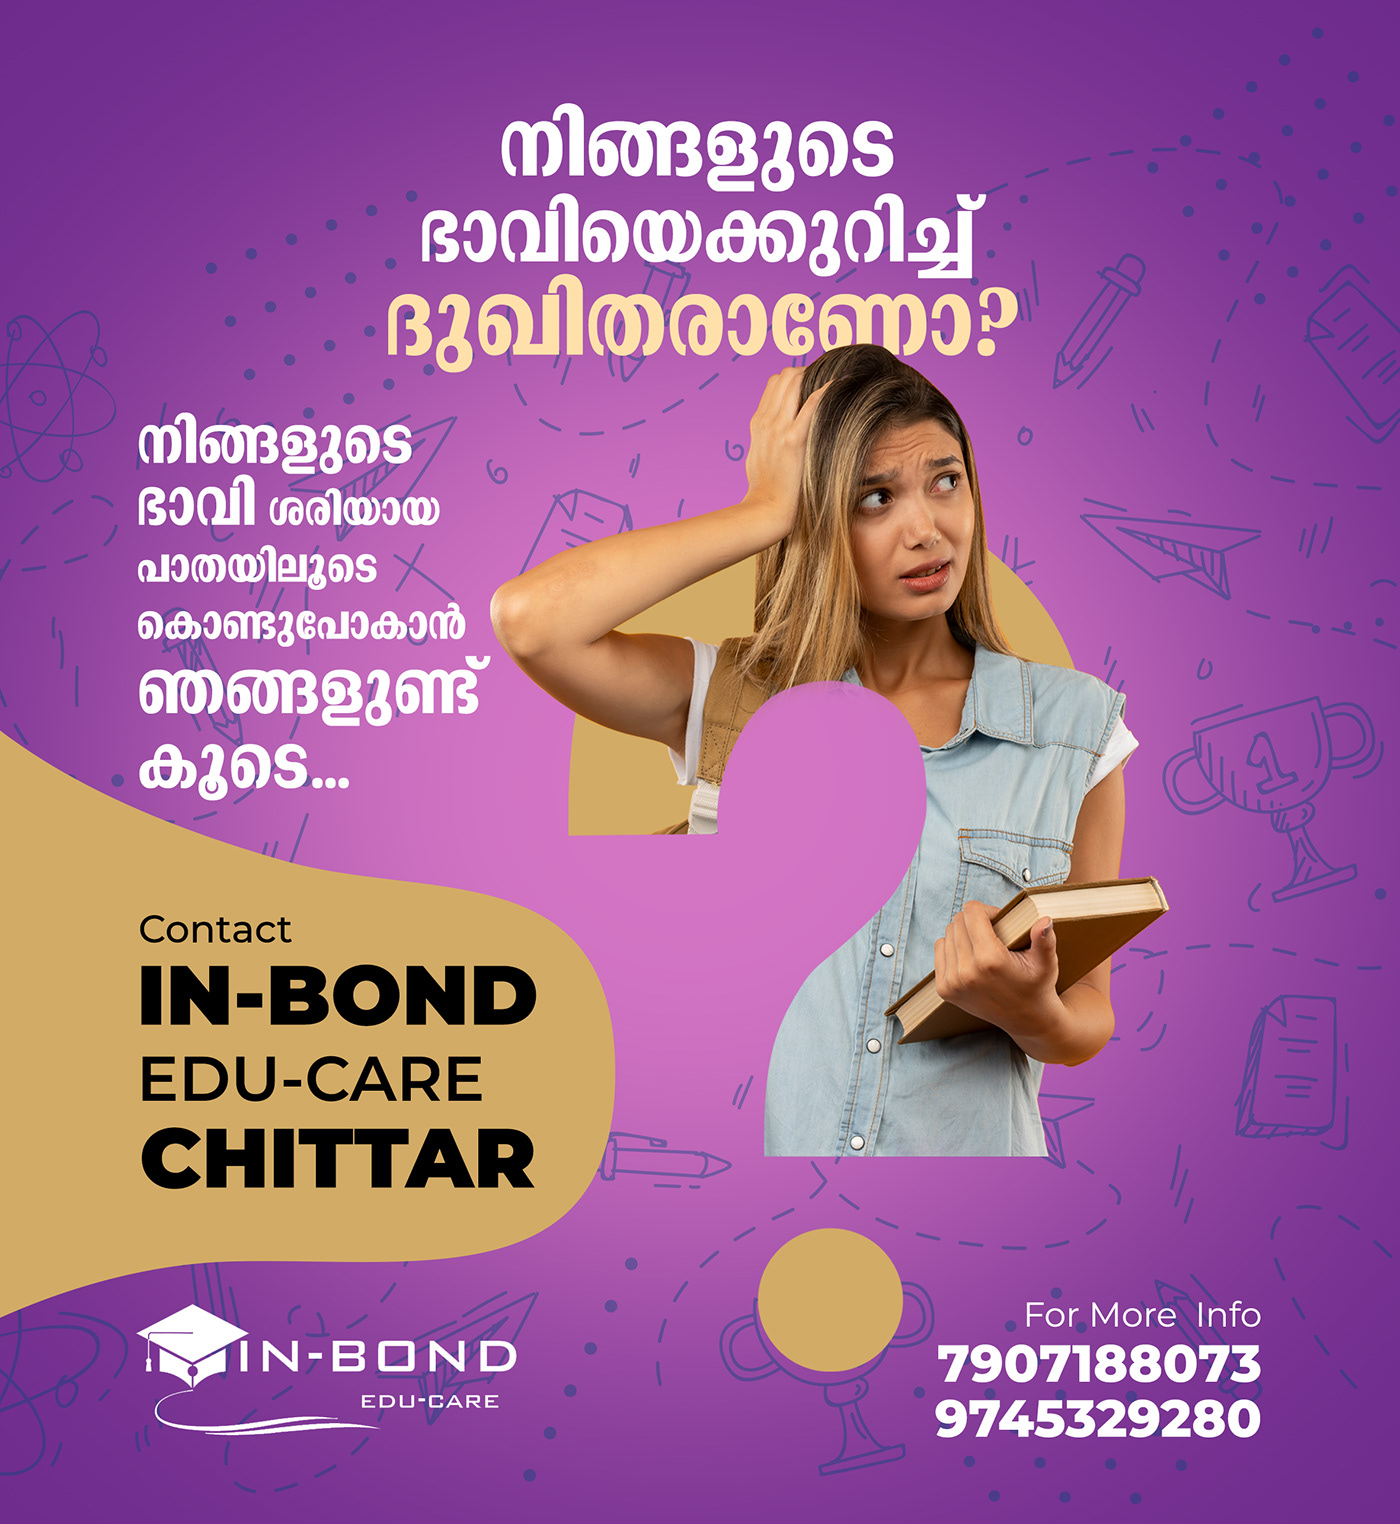 നിങ്ങളുടെ
ഭാവിയെക്കുറിച്ച്
ദുഖിതരാണോ?
നിങ്ങളുടെ
ഭാവി ശരിയായ
പാതയിലൂടെ
കൊണ്ടുപോകാൻ
ഞങ്ങളുണ്ട്
കൂടെ...
Contact
IN-BOND
EDU-CARE
CHITTAR
IN-BOND
EDU-CARE
For More Info
7907188073
9745329280
1